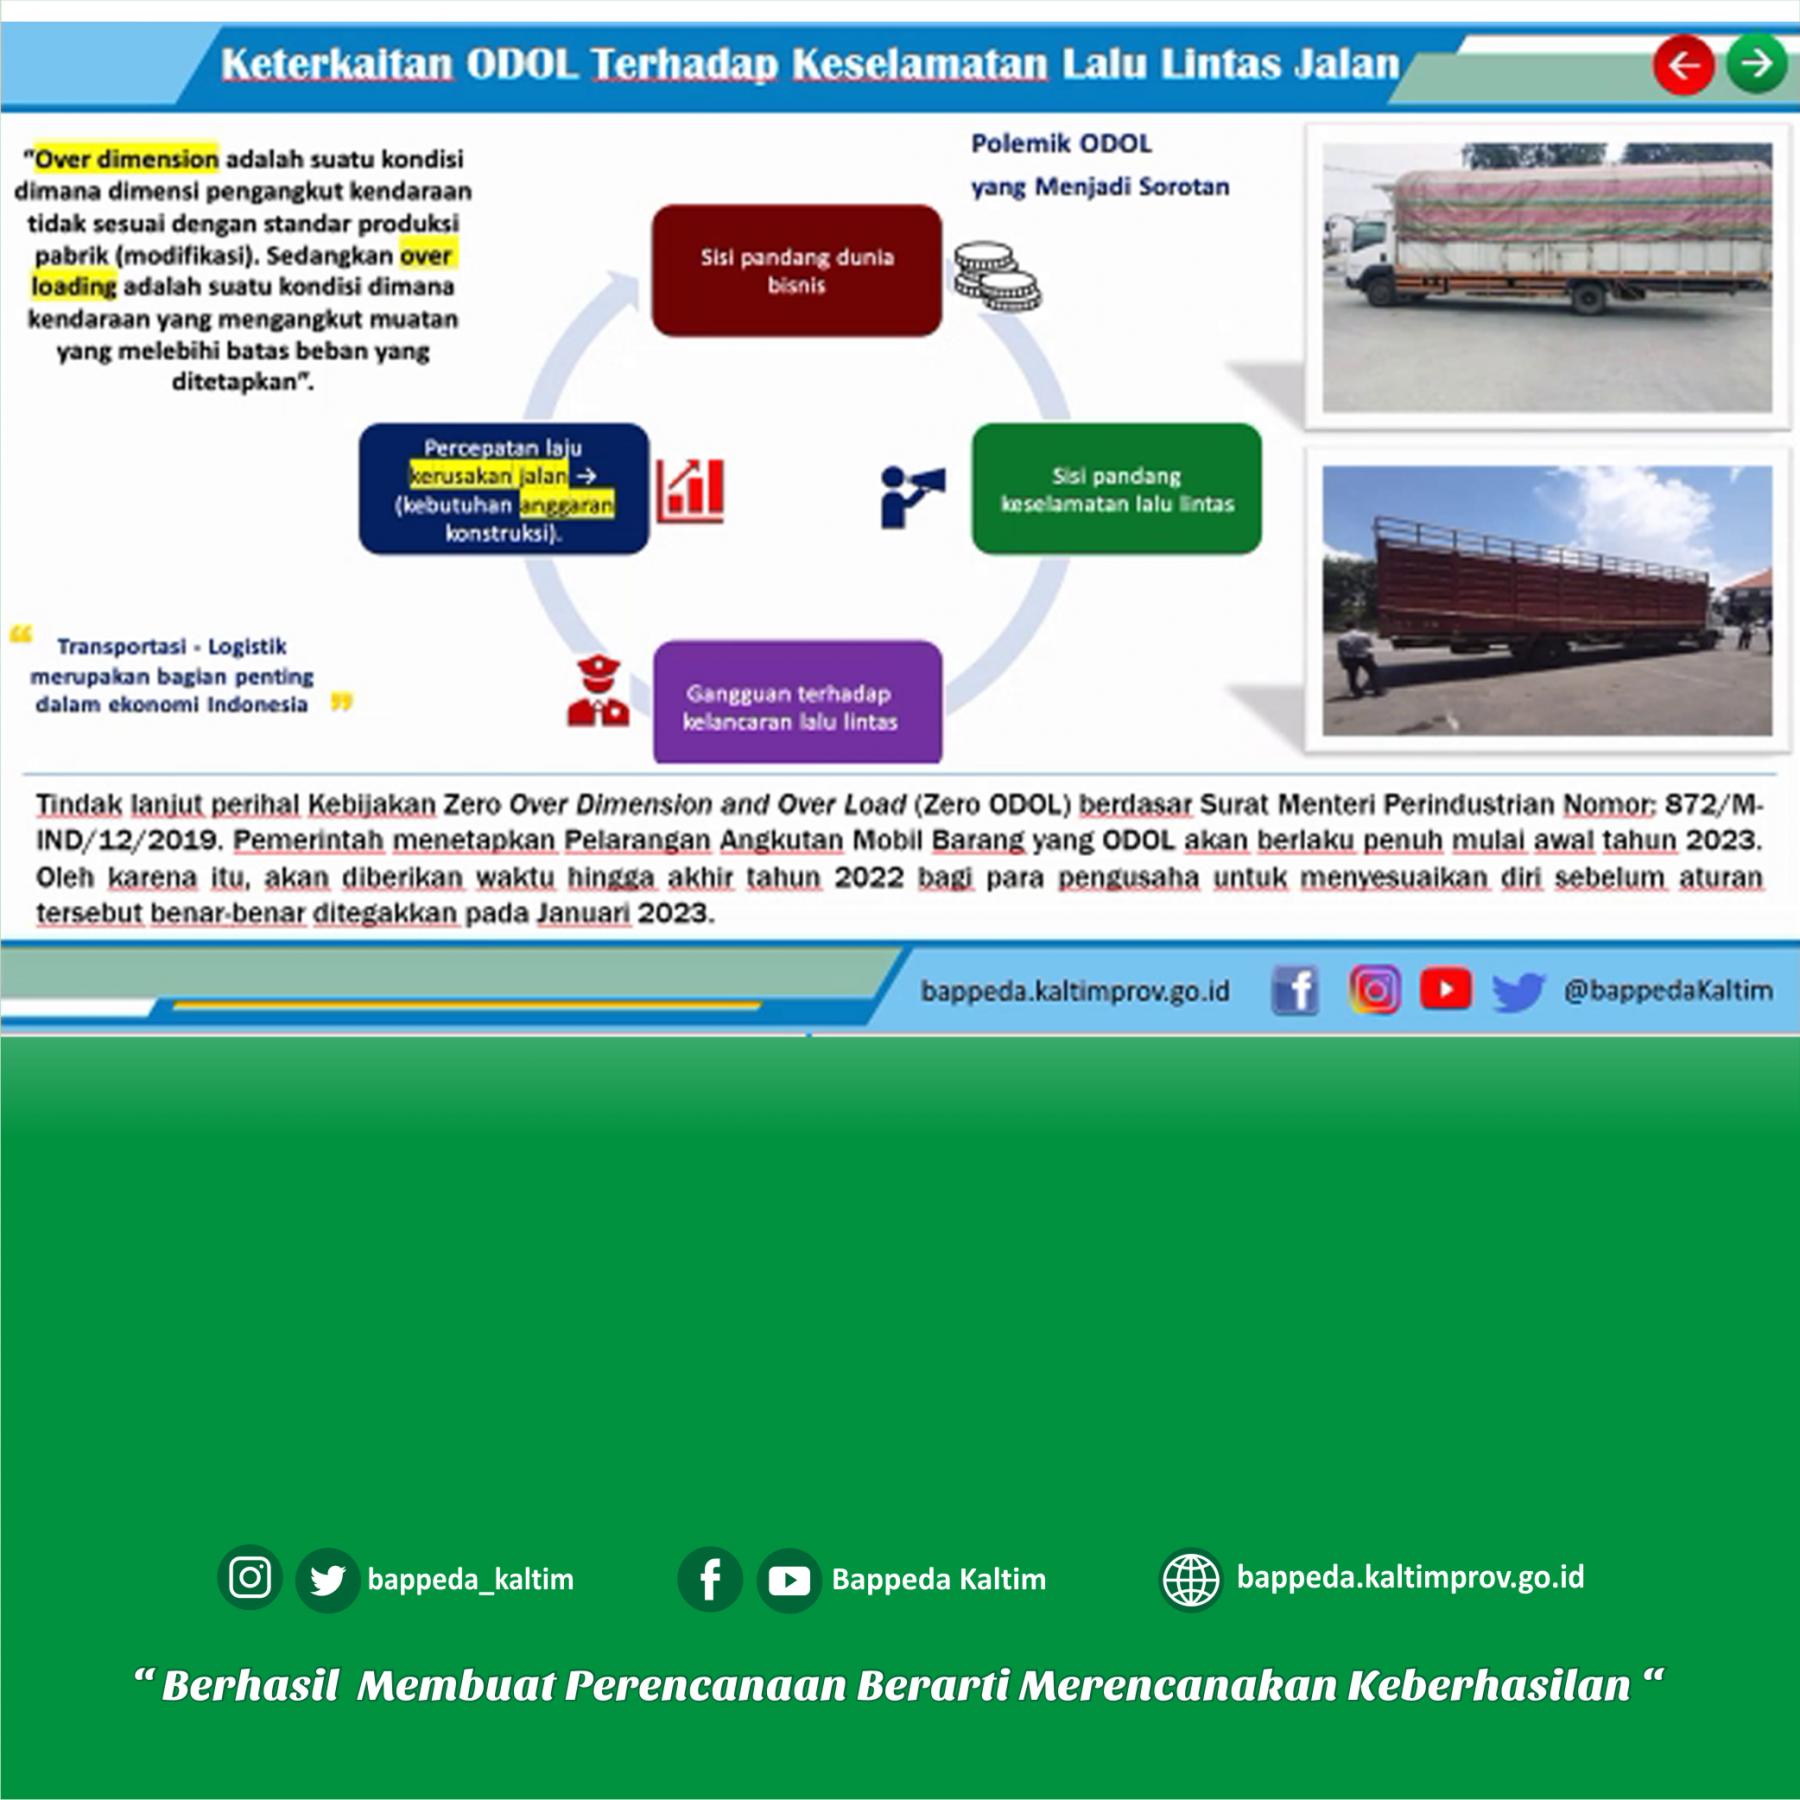 Keterkaitan ODOL Terhadap Keselamatan Lalu Lintas Jalan
"Over dimension adalah suatu kondisi
dimana dimensi pengangkut kendaraan
tidak sesuai dengan standar produksi
pabrik (modifikasi). Sedangkan over
loading adalah suatu kondisi dimana
kendaraan yang mengangkut muatan
yang melebihi batas beban yang
ditetapkan".
Polemik ODOL
yang Menjadi Sorotan
Sisi pandang dunia
bisnis
Percepatan laju
kerusakan jalan →
(kebutuhan anggaran
konstruksi).
Sisi pandang
keselamatan lalu lintas
Gangguan terhadap
kelancaran lalu lintas
“ Transportasi - Logistik
merupakan bagian penting
dalam ekonomi Indonesia ”
Tindak lanjut perihal Kebijakan Zero Over Dimension and Over Load (Zero ODOL) berdasar Surat Menteri Perindustrian Nomor: 872/M-
IND/12/2019. Pemerintah menetapkan Pelarangan Angkutan Mobil Barang yang ODOL akan berlaku penuh mulai awal tahun 2023.
Oleh karena itu, akan diberikan waktu hingga akhir tahun 2022 bagi para pengusaha untuk menyesuaikan diri sebelum aturan
tersebut benar-benar ditegakkan pada Januari 2023.
bappeda.kaltimprov.go.id @bappedaKaltim
bappeda_kaltim Bappeda Kaltim bappeda.kaltimprov.go.id
“ Berhasil Membuat Perencanaan Berarti Merencanakan Keberhasilan “